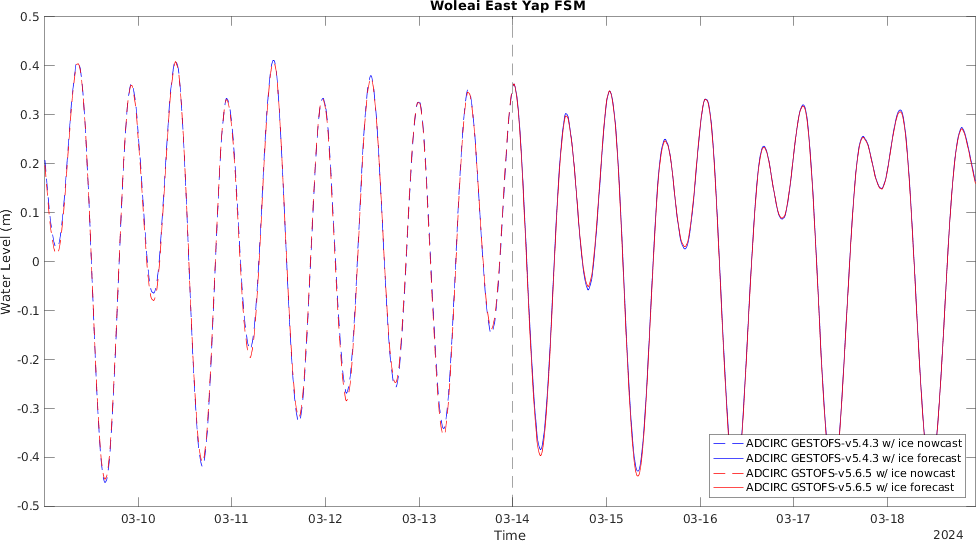 Woleai East Yap FSM
Water Level (m)
0.5
0.4
0.3
0.2
0.1
0
-0.1
-0.2
-0.3
-0.4
-0.5
ADCIRC GESTOFS-v5.4.3 w/ ice nowcast
ADCIRC GESTOFS-v5.4.3 w/ ice forecast
ADCIRC GSTOFS-v5.6.5 w/ ice nowcast
ADCIRC GSTOFS-v5.6.5 w/ ice forecast
03-10 03-11 03-12 03-13 03-14 03-15 03-16 03-17 03-18
Time
2024